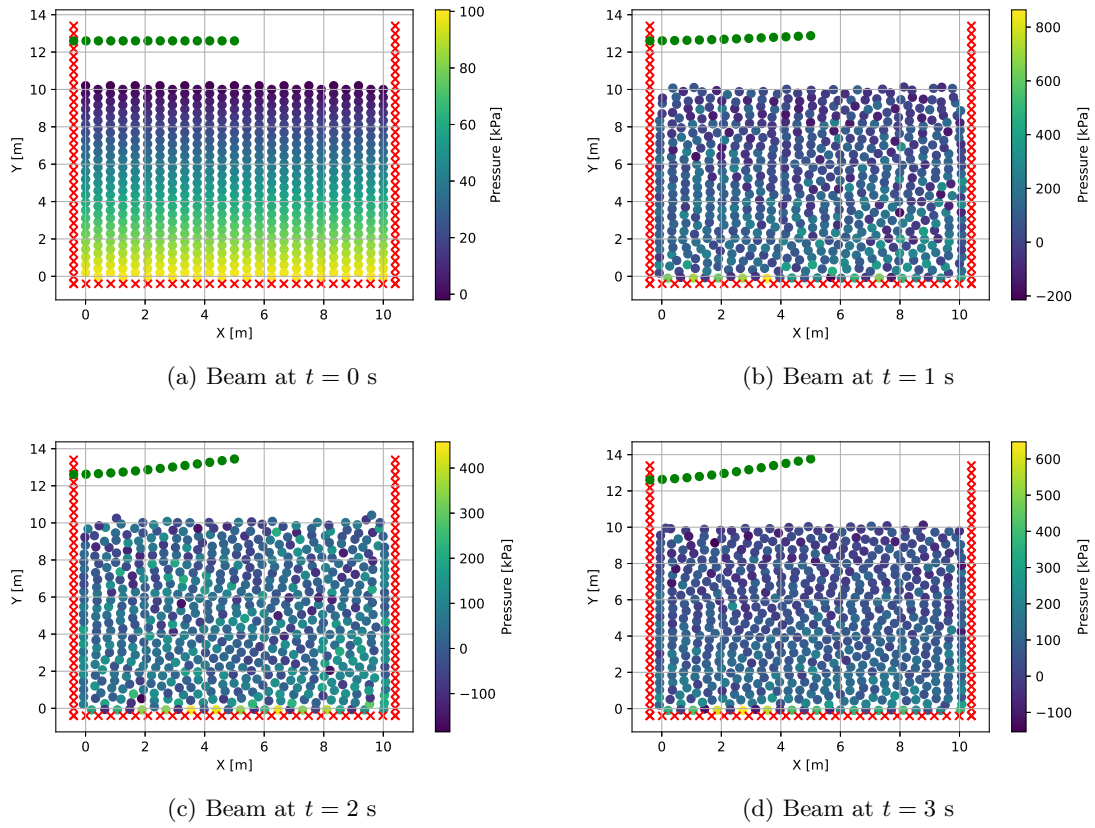 14
12
10
8
6
4
2
0
0 2 4 6 8 10
X [m]
Y [m]
100
80
60
40
20
0
Pressure [kPa]
(a) Beam at t = 0 s
14
12
10
8
6
4
2
0
0 2 4 6 8 10
X [m]
Y [m]
800
600
400
200
0
−200
Pressure [kPa]
(b) Beam at t = 1 s
14
12
10
8
6
4
2
0
0 2 4 6 8 10
X [m]
Y [m]
400
300
200
100
0
−100
Pressure [kPa]
(c) Beam at t = 2 s
14
12
10
8
6
4
2
0
0 2 4 6 8 10
X [m]
Y [m]
600
500
400
300
200
100
0
−100
Pressure [kPa]
(d) Beam at t = 3 s